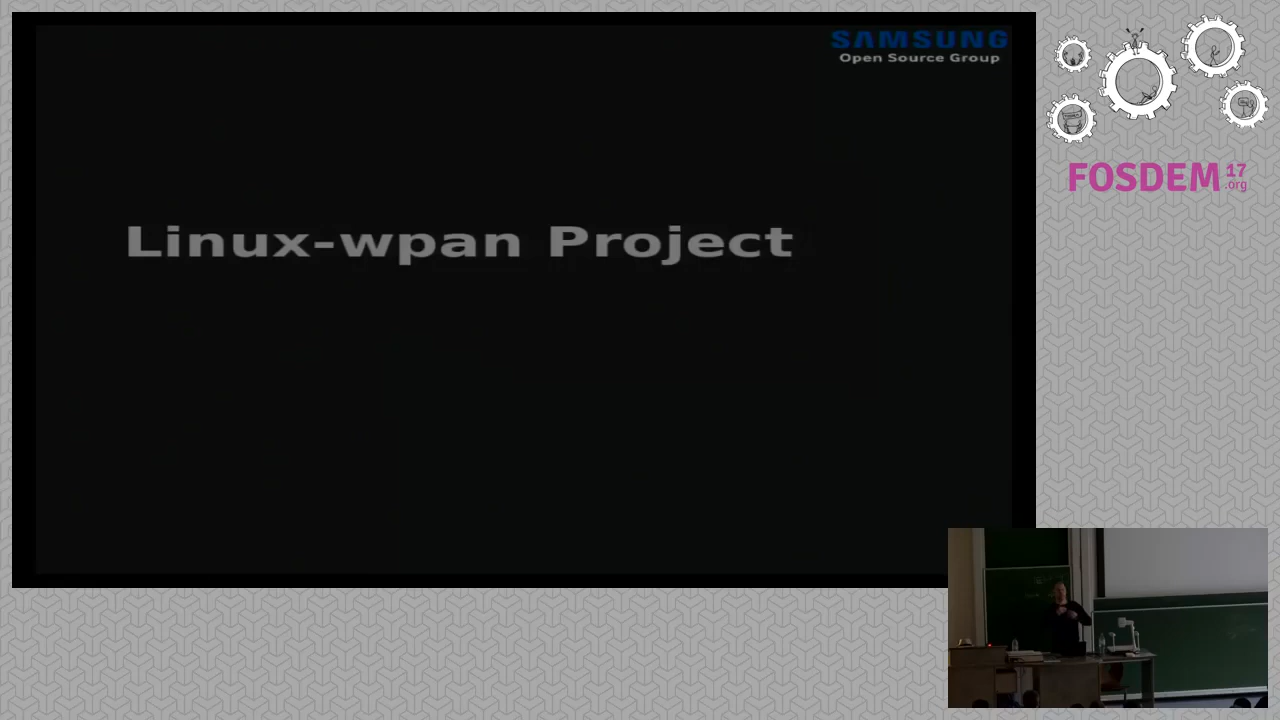 SAMSUNG
Open Source Group
Linux-wpan Project
FOSDEM 17
.org